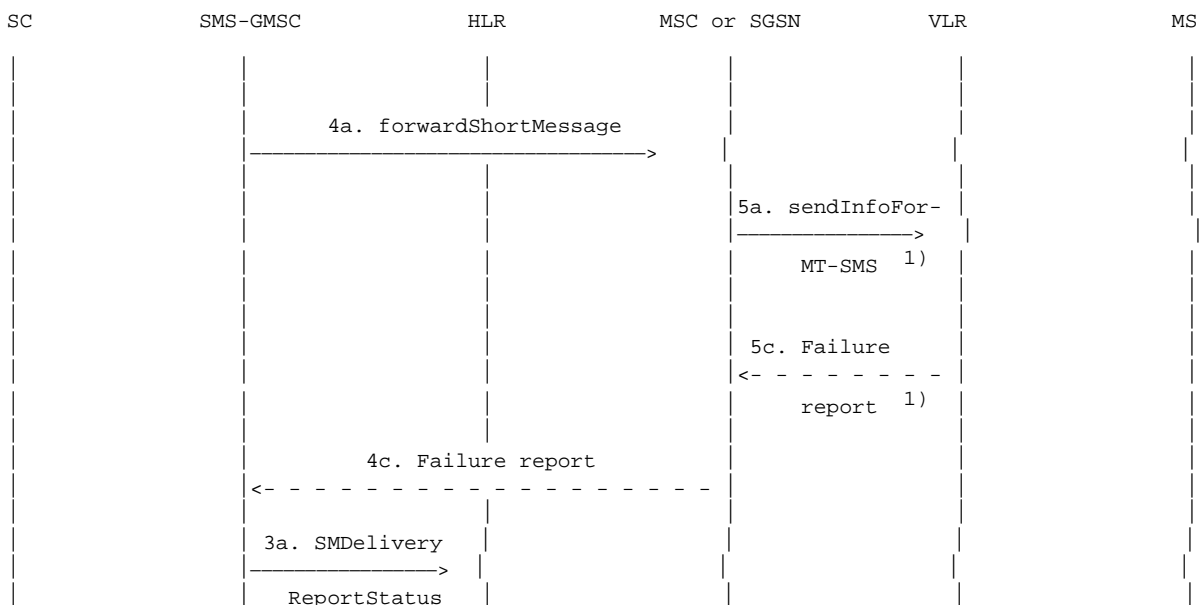 SC SMS-GMSC HLR MSC or SGSN VLR MS
4a. forwardShortMessage
5a. sendInfoFor-
MT-SMS 1)
5c. Failure
report 1)
4c. Failure report
3a. SMDelivery
ReportStatus